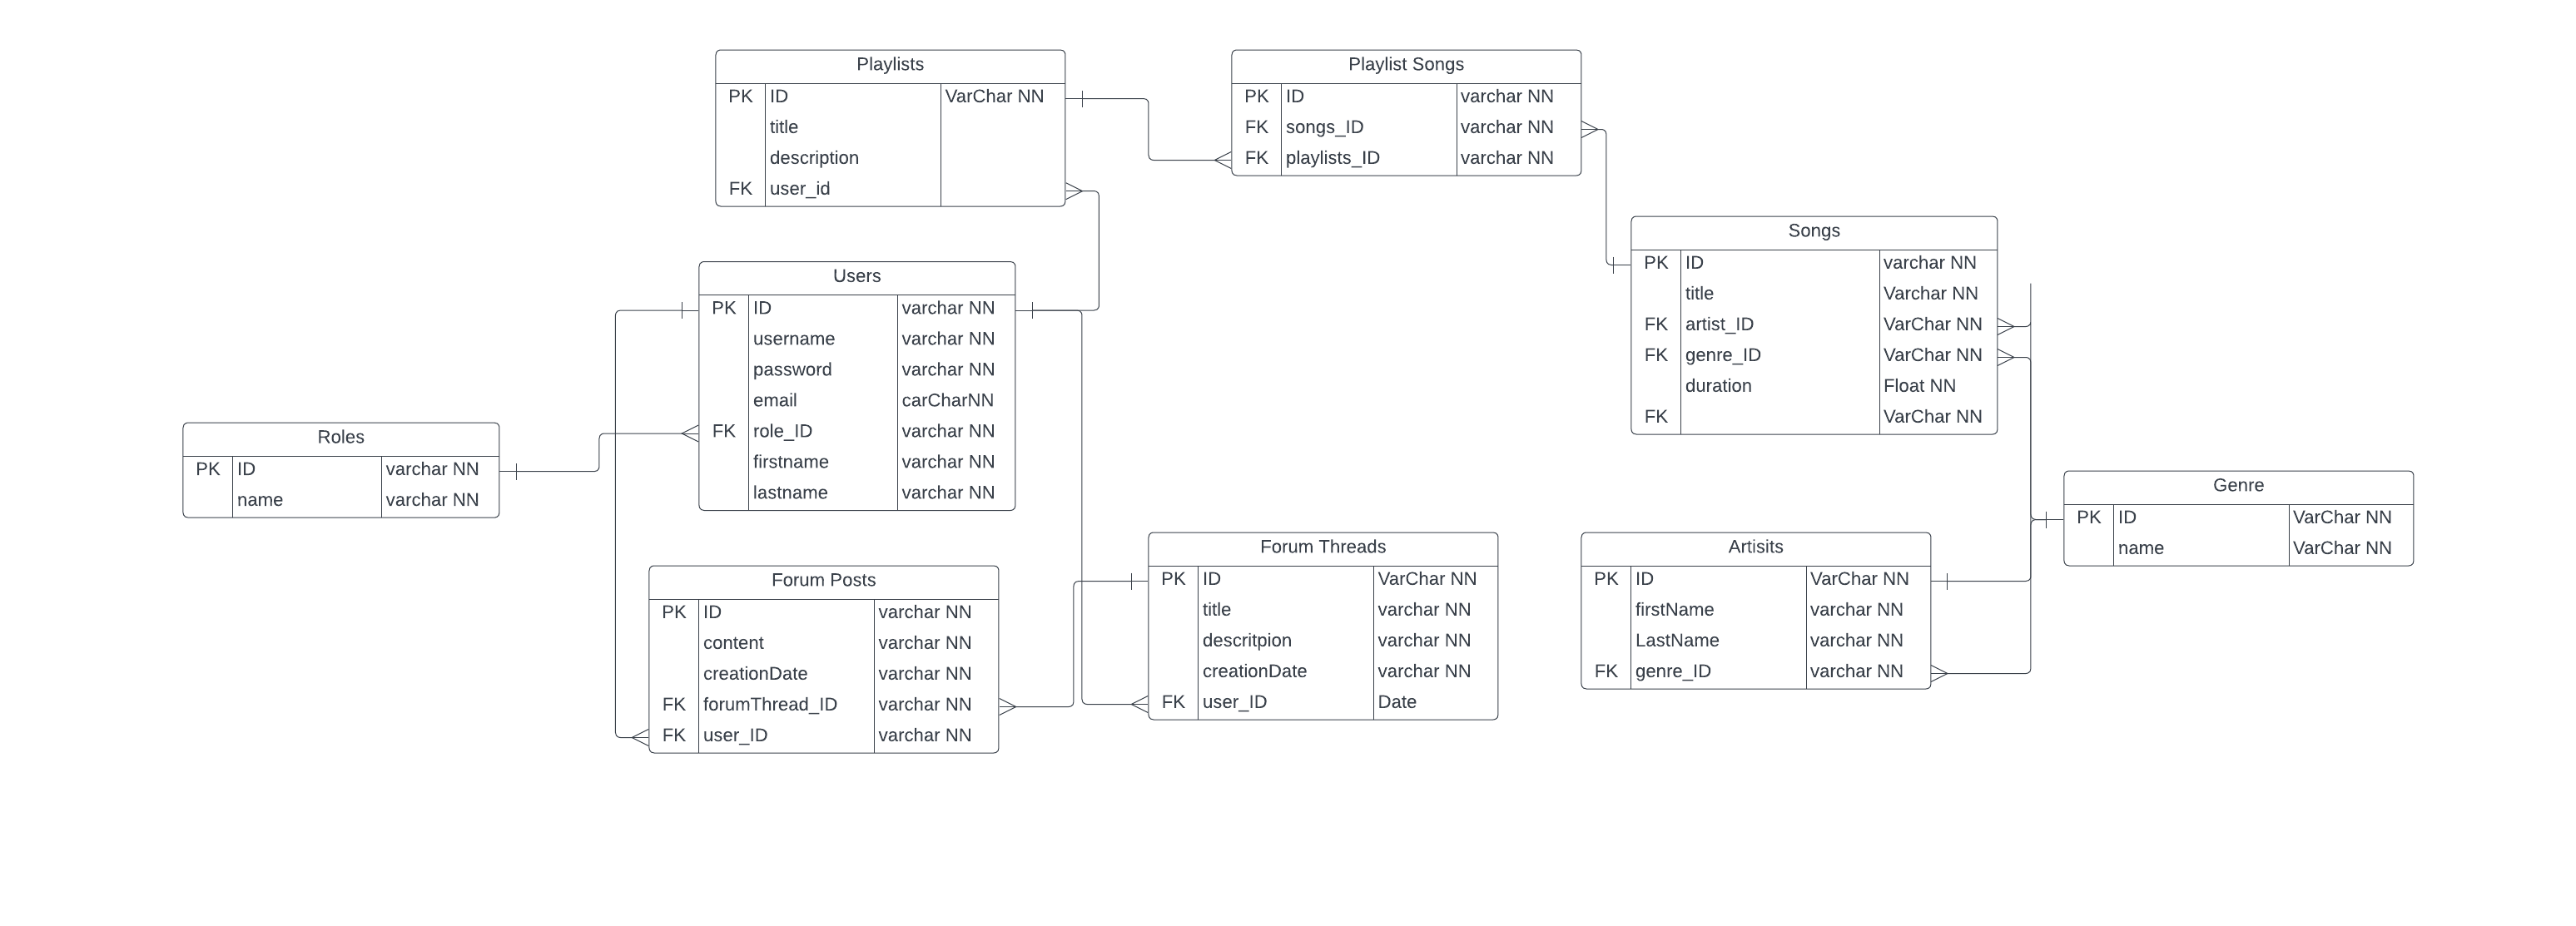 Playlists
PK ID VarChar NN
title
description
FK user_id
Playlist Songs
PK ID varchar NN
FK songs_ID varchar NN
FK playlists_ID varchar NN
Songs
PK ID varchar NN
title Varchar NN
FK artist_ID VarChar NN
FK genre_ID VarChar NN
duration Float NN
FK VarChar NN
Users
PK ID varchar NN
username varchar NN
password varchar NN
email carCharNN
FK role_ID varchar NN
firstname varchar NN
lastname varchar NN
Roles
PK ID varchar NN
name varchar NN
Genre
PK ID VarChar NN
name VarChar NN
Forum Threads
PK ID VarChar NN
title varchar NN
descritpion varchar NN
creationDate varchar NN
FK user_ID Date
Artisits
PK ID VarChar NN
firstName varchar NN
LastName varchar NN
FK genre_ID varchar NN
Forum Posts
PK ID varchar NN
content varchar NN
creationDate varchar NN
FK forumThread_ID varchar NN
FK user_ID varchar NN